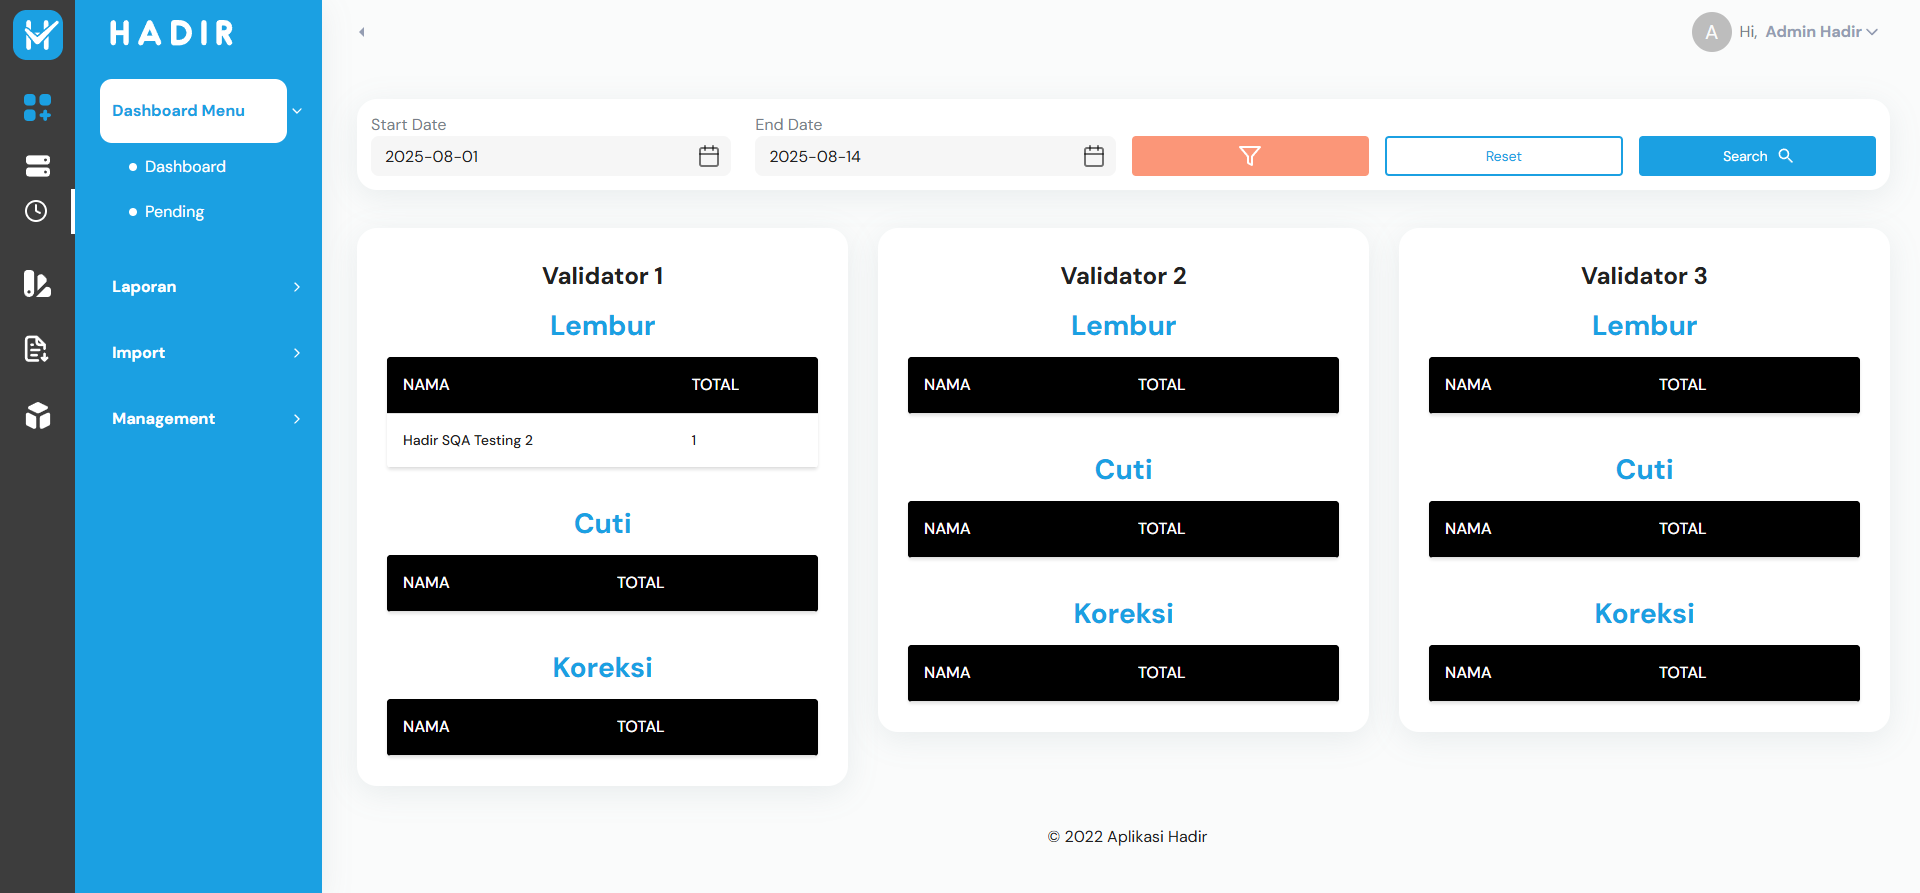 HADIR
Dashboard Menu
Dashboard
Pending
Laporan
Import
Management
A Hi, Admin Hadir
Start Date
2025-08-01
End Date
2025-08-14
Reset
Search
Validator 1
Lembur
NAMA TOTAL
Hadir SQA Testing 2 1
Cuti
NAMA TOTAL
Koreksi
NAMA TOTAL
Validator 2
Lembur
NAMA TOTAL
Cuti
NAMA TOTAL
Koreksi
NAMA TOTAL
Validator 3
Lembur
NAMA TOTAL
Cuti
NAMA TOTAL
Koreksi
NAMA TOTAL
© 2022 Aplikasi Hadir